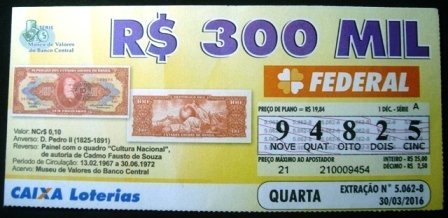 SÉRIE
Museu de Valores
do Banco Central
R$ 300 MIL
FEDERAL
PREÇO DE PLANO = R$ 19,84
1 DÉC. - SÉRIE A
9 4 8 2 5
NOVE QUAT OITO DOIS CINC
PREÇO MÁXIMO AO APOSTADOR
INTEIRO = R$ 25,00
DÉCIMO = R$ 2,50
21 210009454
Valor: NCr$ 0,10
Anverso: D. Pedro II (1825-1891)
Reverso: Painel com o quadro "Cultura Nacional",
de autoria de Cadmo Fausto de Souza
Período de Circulação: 13.02.1967 a 30.06.1972
Acervo: Museu de Valores do Banco Central
CAIXA Loterias
QUARTA
EXTRAÇÃO Nº 5.062-8
30/03/2016